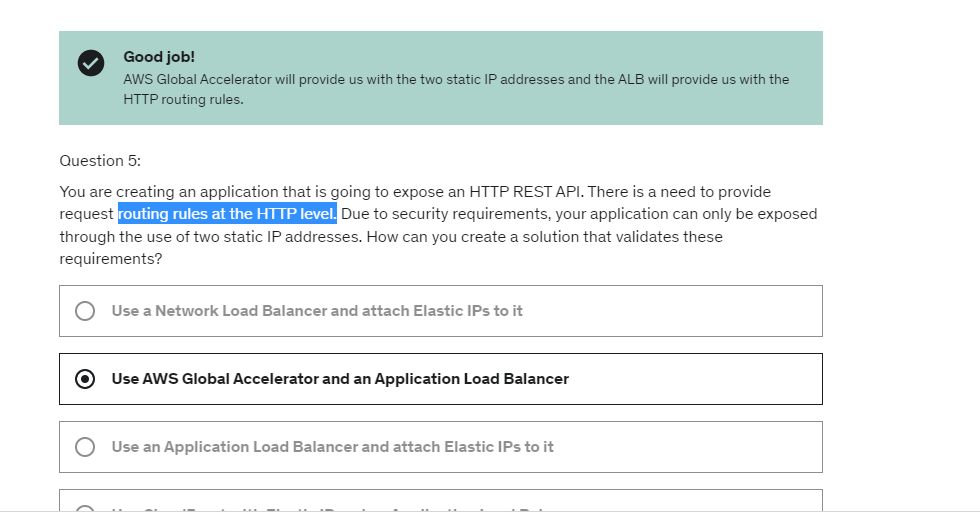 Good job!
AWS Global Accelerator will provide us with the two static IP addresses and the ALB will provide us with the
HTTP routing rules.
Question 5:
You are creating an application that is going to expose an HTTP REST API. There is a need to provide
request routing rules at the HTTP level. Due to security requirements, your application can only be exposed
through the use of two static IP addresses. How can you create a solution that validates these
requirements?
Use a Network Load Balancer and attach Elastic IPs to it
Use AWS Global Accelerator and an Application Load Balancer
Use an Application Load Balancer and attach Elastic IPs to it